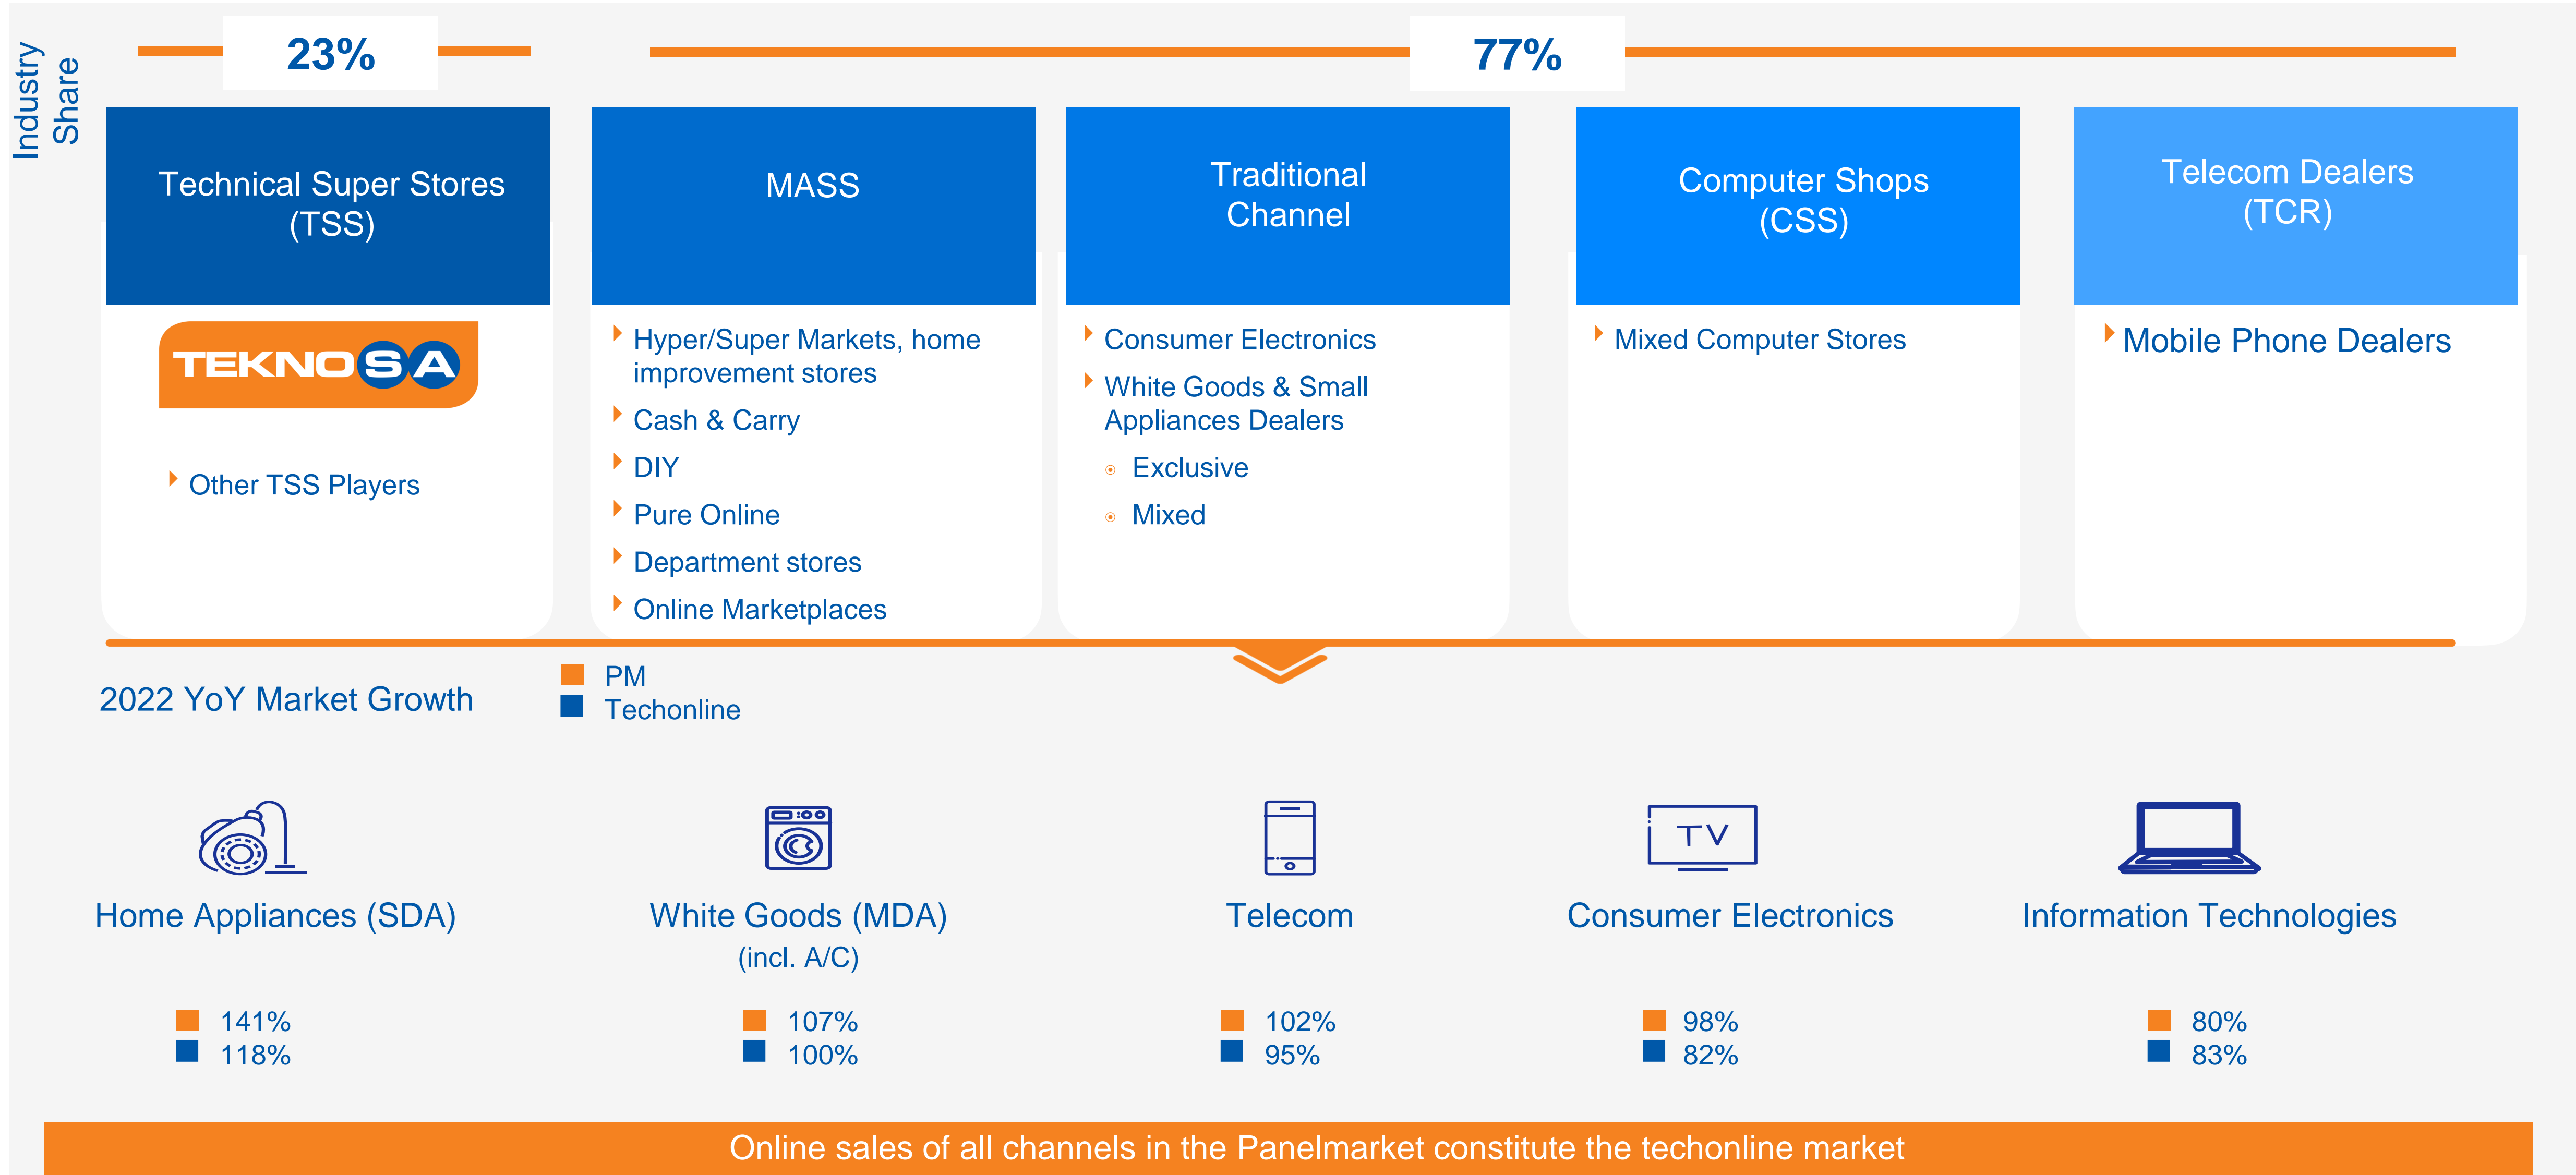 Industry
Share
23%
77%
Technical Super Stores
(TSS)
MASS
Traditional
Channel
Computer Shops
(CSS)
Telecom Dealers
(TCR)
TEKNOSA
Other TSS Players
Hyper/Super Markets, home
improvement stores
Cash & Carry
DIY
Pure Online
Department stores
Online Marketplaces
Consumer Electronics
White Goods & Small
Appliances Dealers
Exclusive
Mixed
Mixed Computer Stores
Mobile Phone Dealers
2022 YoY Market Growth
PM
Techonline
TV
Home Appliances (SDA)
141%
118%
White Goods (MDA)
(incl. A/C)
107%
100%
Telecom
102%
95%
Consumer Electronics
98%
82%
Information Technologies
80%
83%
Online sales of all channels in the Panelmarket constitute the techonline market